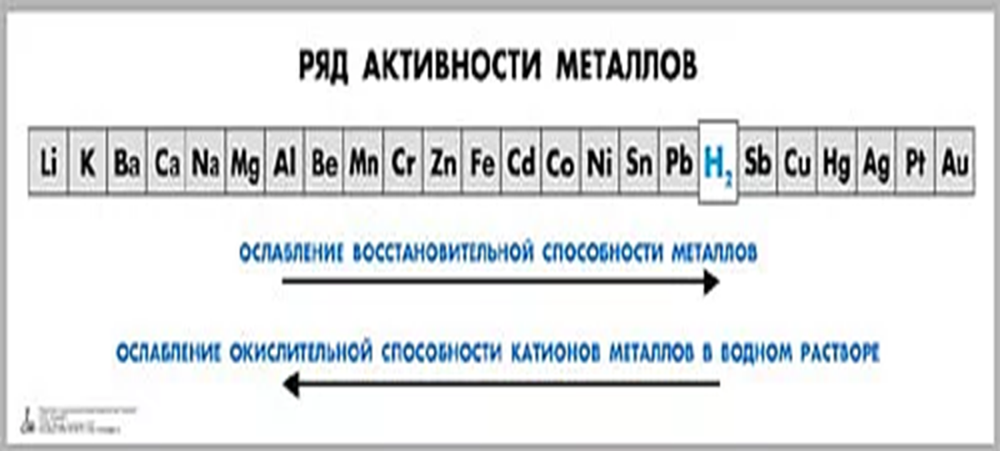 РЯД АКТИВНОСТИ МЕТАЛЛОВ
Li K Ba Ca Na Mg Al Be Mn Cr Zn Fe Cd Co Ni Sn Pb H₂ Sb Cu Hg Ag Pt Au
ОСЛАБЛЕНИЕ ВОССТАНОВИТЕЛЬНОЙ СПОСОБНОСТИ МЕТАЛЛОВ
ОСЛАБЛЕНИЕ ОКИСЛИТЕЛЬНОЙ СПОСОБНОСТИ КАТИОНОВ МЕТАЛЛОВ В ВОДНОМ РАСТВОРЕ